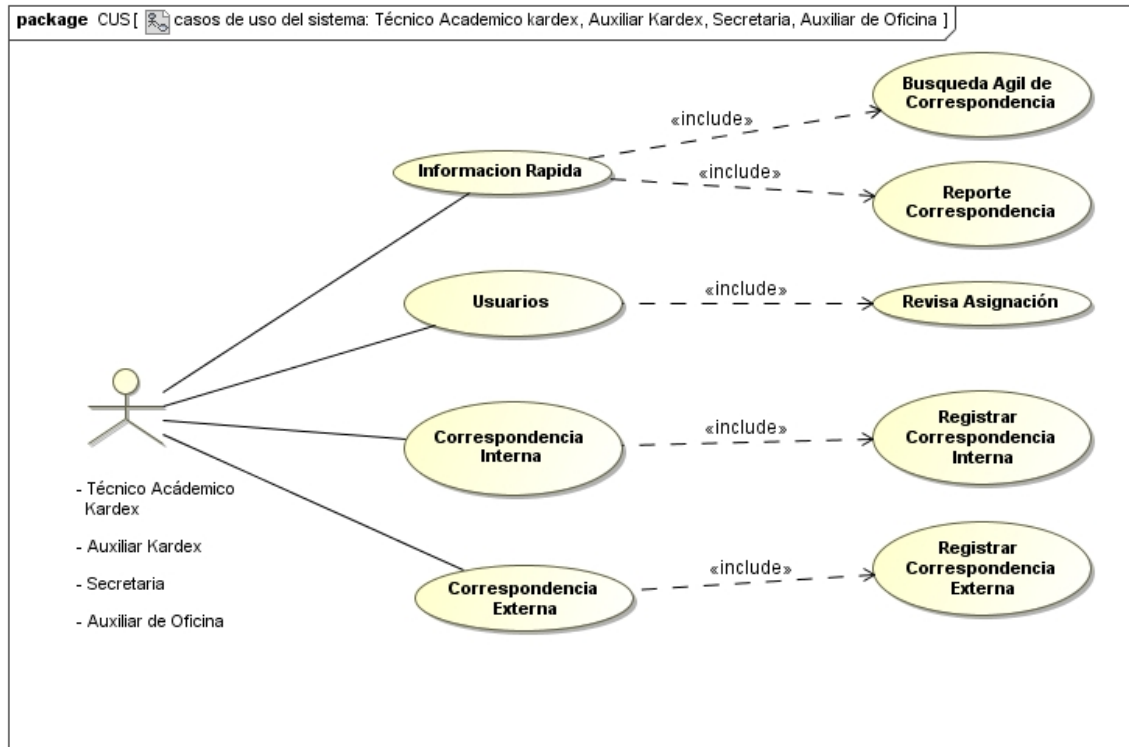 package CUS [ casos de uso del sistema: Técnico Academico kardex, Auxiliar Kardex, Secretaria, Auxiliar de Oficina ]
Busqueda Agil de
Correspondencia
«include»
Informacion Rapida
«include»
Reporte
Correspondencia
Usuarios
«include»
Revisa Asignación
Correspondencia
Interna
«include»
Registrar
Correspondencia
Interna
- Técnico Acádemico
Kardex
- Auxiliar Kardex
- Secretaria
- Auxiliar de Oficina
Correspondencia
Externa
«include»
Registrar
Correspondencia
Externa